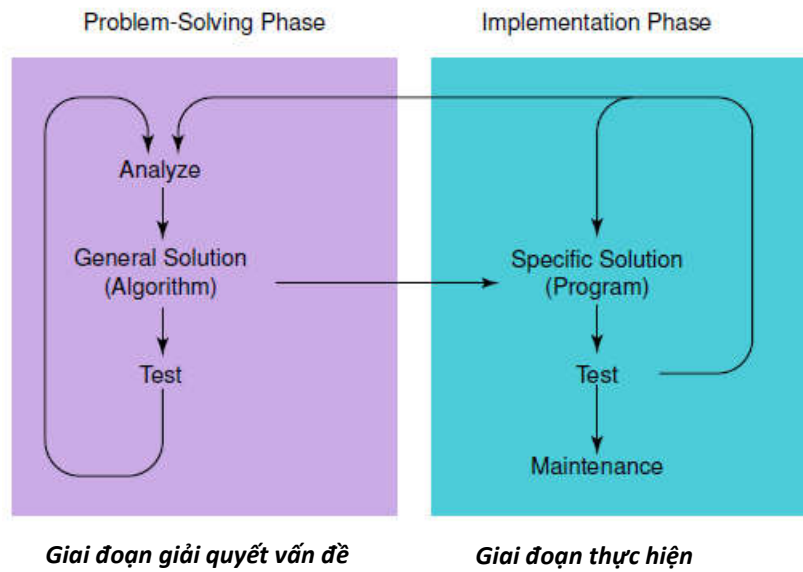 Problem-Solving Phase
Implementation Phase
Analyze
General Solution
(Algorithm)
Test
Specific Solution
(Program)
Test
Maintenance
Giai đoạn giải quyết vấn đề
Giai đoạn thực hiện